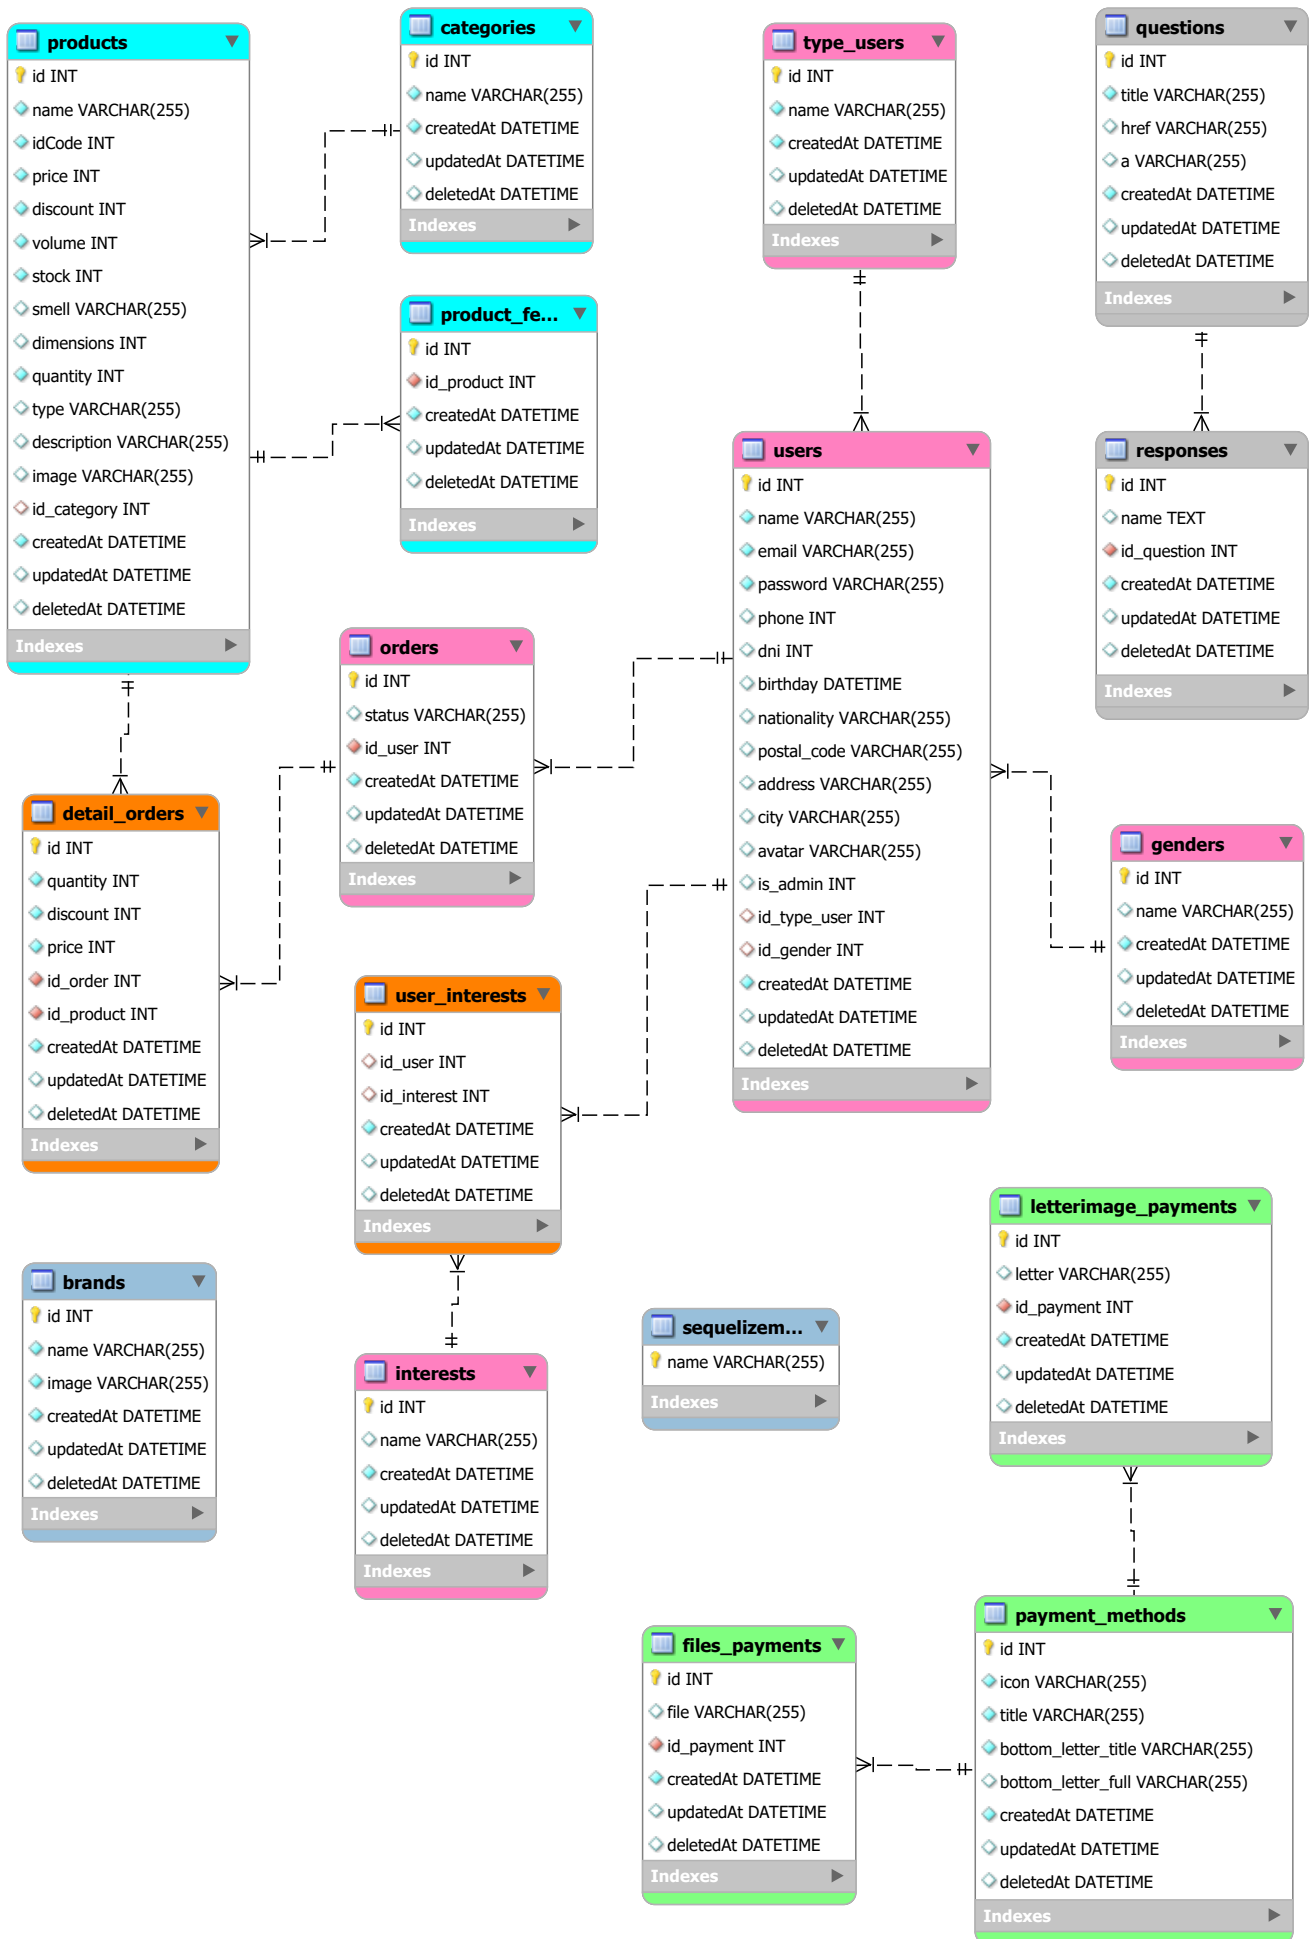 products
id INT
name VARCHAR(255)
idCode INT
price INT
discount INT
volume INT
stock INT
smell VARCHAR(255)
dimensions INT
quantity INT
type VARCHAR(255)
description VARCHAR(255)
image VARCHAR(255)
id_category INT
createdAt DATETIME
updatedAt DATETIME
deletedAt DATETIME
Indexes
categories
id INT
name VARCHAR(255)
createdAt DATETIME
updatedAt DATETIME
deletedAt DATETIME
Indexes
product_fe...
id INT
id_product INT
createdAt DATETIME
updatedAt DATETIME
deletedAt DATETIME
Indexes
type_users
id INT
name VARCHAR(255)
createdAt DATETIME
updatedAt DATETIME
deletedAt DATETIME
Indexes
questions
id INT
title VARCHAR(255)
href VARCHAR(255)
a VARCHAR(255)
createdAt DATETIME
updatedAt DATETIME
deletedAt DATETIME
Indexes
users
id INT
name VARCHAR(255)
email VARCHAR(255)
password VARCHAR(255)
phone INT
dni INT
birthday DATETIME
nationality VARCHAR(255)
postal_code VARCHAR(255)
address VARCHAR(255)
city VARCHAR(255)
avatar VARCHAR(255)
is_admin INT
id_type_user INT
id_gender INT
createdAt DATETIME
updatedAt DATETIME
deletedAt DATETIME
Indexes
responses
id INT
name TEXT
id_question INT
createdAt DATETIME
updatedAt DATETIME
deletedAt DATETIME
Indexes
orders
id INT
status VARCHAR(255)
id_user INT
createdAt DATETIME
updatedAt DATETIME
deletedAt DATETIME
Indexes
detail_orders
id INT
quantity INT
discount INT
price INT
id_order INT
id_product INT
createdAt DATETIME
updatedAt DATETIME
deletedAt DATETIME
Indexes
genders
id INT
name VARCHAR(255)
createdAt DATETIME
updatedAt DATETIME
deletedAt DATETIME
Indexes
user_interests
id INT
id_user INT
id_interest INT
createdAt DATETIME
updatedAt DATETIME
deletedAt DATETIME
Indexes
letterimage_payments
id INT
letter VARCHAR(255)
id_payment INT
createdAt DATETIME
updatedAt DATETIME
deletedAt DATETIME
Indexes
brands
id INT
name VARCHAR(255)
image VARCHAR(255)
createdAt DATETIME
updatedAt DATETIME
deletedAt DATETIME
Indexes
interests
id INT
name VARCHAR(255)
createdAt DATETIME
updatedAt DATETIME
deletedAt DATETIME
Indexes
sequelizem...
name VARCHAR(255)
Indexes
files_payments
id INT
file VARCHAR(255)
id_payment INT
createdAt DATETIME
updatedAt DATETIME
deletedAt DATETIME
Indexes
payment_methods
id INT
icon VARCHAR(255)
title VARCHAR(255)
bottom_letter_title VARCHAR(255)
bottom_letter_full VARCHAR(255)
createdAt DATETIME
updatedAt DATETIME
deletedAt DATETIME
Indexes